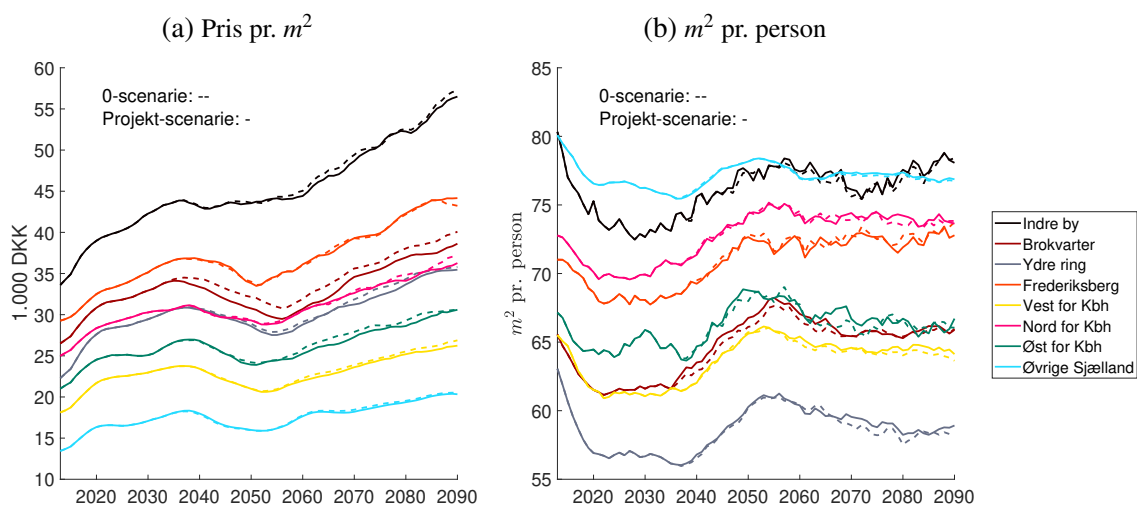 (a) Pris pr. m²
60
55
50
45
40
35
30
25
20
15
10
1.000 DKK
0-scenarie: --
Projekt-scenarie: -
2020 2030 2040 2050 2060 2070 2080 2090
(b) m² pr. person
85
80
75
70
65
60
55
m² pr. person
0-scenarie: --
Projekt-scenarie: -
2020 2030 2040 2050 2060 2070 2080 2090
Indre by
Brokvarter
Ydre ring
Frederiksberg
Vest for Kbh
Nord for Kbh
Øst for Kbh
Øvrige Sjælland